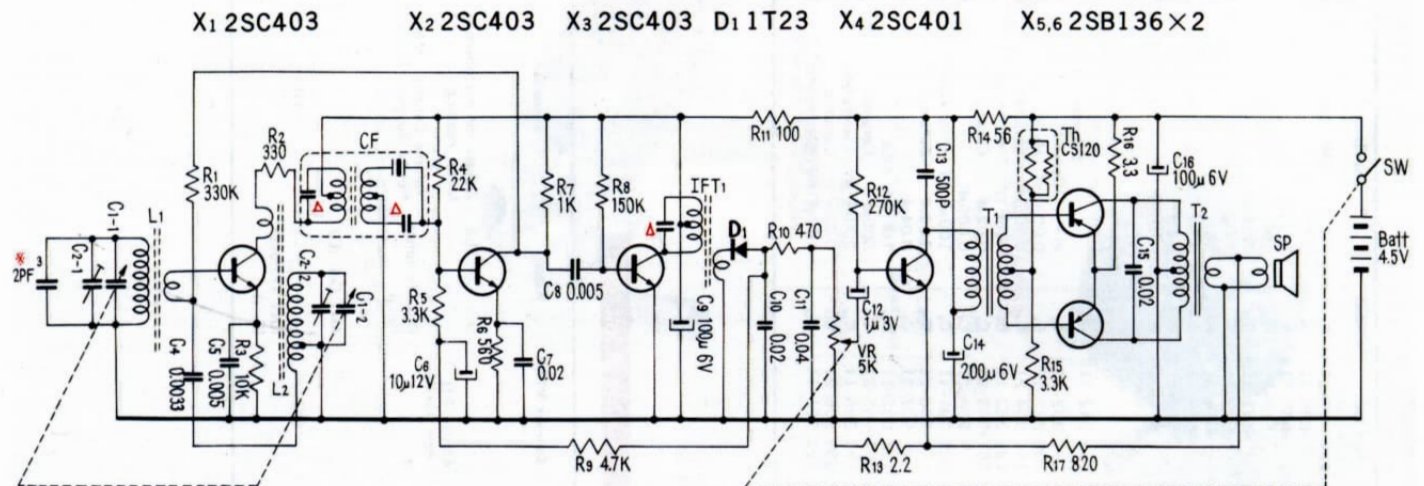 X1 2SC403
X2 2SC403
X3 2SC403
D1 1T23
X4 2SC401
X5,6 2SB136×2
R1
330K
R2
330
CF
△
△
R4
22K
R7
1K
R8
150K
△
IFT1
R11 100
R12
270K
C13 500P
R14 56
Th
CS120
R16 3.3
C16
100μ 6V
SW
Batt
4.5V
※
2PF
3
C2-1
C1-1
L1
C4
0.0033
C5
0.005
R3
10K
L2
C2-2
C1-2
R5
3.3K
C6
10μ12V
R6 560
C7
0.02
C8 0.005
C9 100μ 6V
D1
R10 470
C10
0.02
C11
0.04
C12
1μ 3V
VR
5K
C14
200μ 6V
T1
R15
3.3K
C15
0.02
T2
SP
R9 4.7K
R13 2.2
R17 820